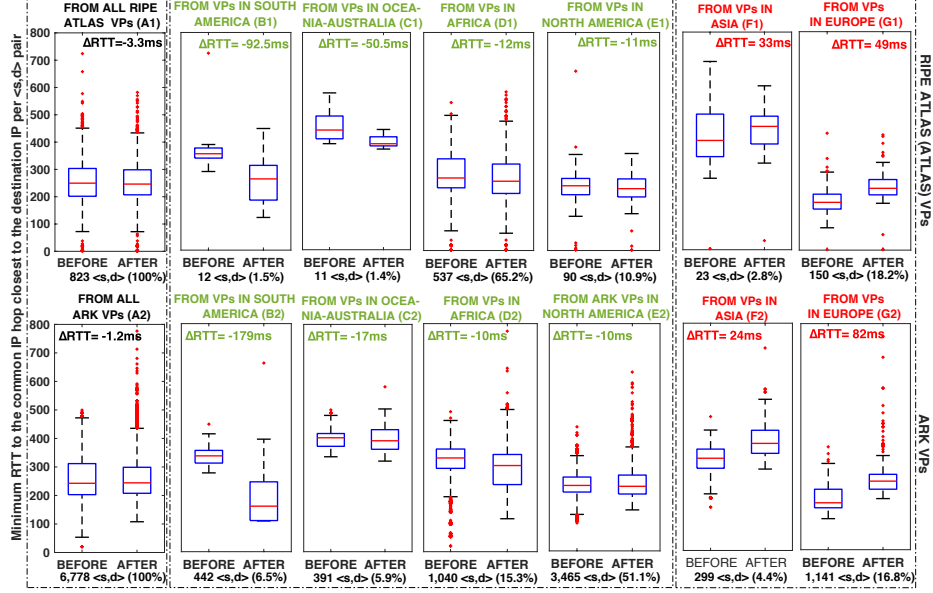 FROM ALL RIPE
ATLAS VPs (A1)
FROM VPs IN SOUTH
AMERICA (B1)
FROM VPs IN OCEA-
NIA-AUSTRALIA (C1)
FROM VPs IN
AFRICA (D1)
FROM VPs IN
NORTH AMERICA (E1)
FROM VPs IN
ASIA (F1)
FROM VPs
IN EUROPE (G1)
ΔRTT=-3.3ms
ΔRTT= -92.5ms
ΔRTT= -50.5ms
ΔRTT= -12ms
ΔRTT= -11ms
ΔRTT= 33ms
ΔRTT= 49ms
800
700
600
500
400
300
200
100
0
BEFORE AFTER
823 <s,d> (100%)
BEFORE AFTER
12 <s,d> (1.5%)
BEFORE AFTER
11 <s,d> (1.4%)
BEFORE AFTER
537 <s,d> (65.2%)
BEFORE AFTER
90 <s,d> (10.9%)
BEFORE AFTER
23 <s,d> (2.8%)
BEFORE AFTER
150 <s,d> (18.2%)
RIPE ATLAS (ATLAS) VPs
Minimum RTT to the common IP hop closest to the destination IP per <s,d> pair
FROM ALL
ARK VPs (A2)
FROM VPs IN SOUTH
AMERICA (B2)
FROM VPs IN OCEA-
NIA-AUSTRALIA (C2)
FROM VPs IN
AFRICA (D2)
FROM ARK VPs IN
NORTH AMERICA (E2)
FROM VPs IN
ASIA (F2)
FROM VPs
IN EUROPE (G2)
ΔRTT= -1.2ms
ΔRTT= -179ms
ΔRTT= -17ms
ΔRTT= -10ms
ΔRTT= -10ms
ΔRTT= 24ms
ΔRTT= 82ms
800
700
600
500
400
300
200
100
0
BEFORE AFTER
6,778 <s,d> (100%)
BEFORE AFTER
442 <s,d> (6.5%)
BEFORE AFTER
391 <s,d> (5.9%)
BEFORE AFTER
1,040 <s,d> (15.3%)
BEFORE AFTER
3,465 <s,d> (51.1%)
BEFORE AFTER
299 <s,d> (4.4%)
BEFORE AFTER
1,141 <s,d> (16.8%)
ARK VPs